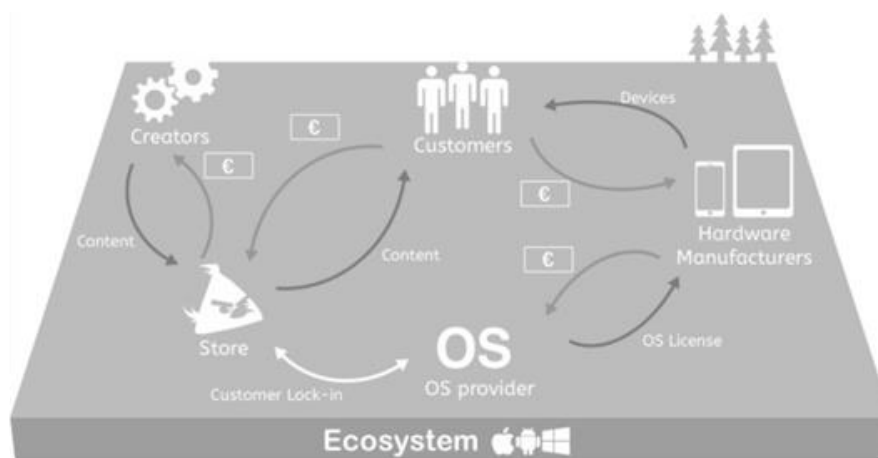 Devices
€
Creators
€
Customers
€
Content
Content
€
Hardware
Manufacturers
OS
Store
OS License
OS provider
Customer Lock-in
Ecosystem